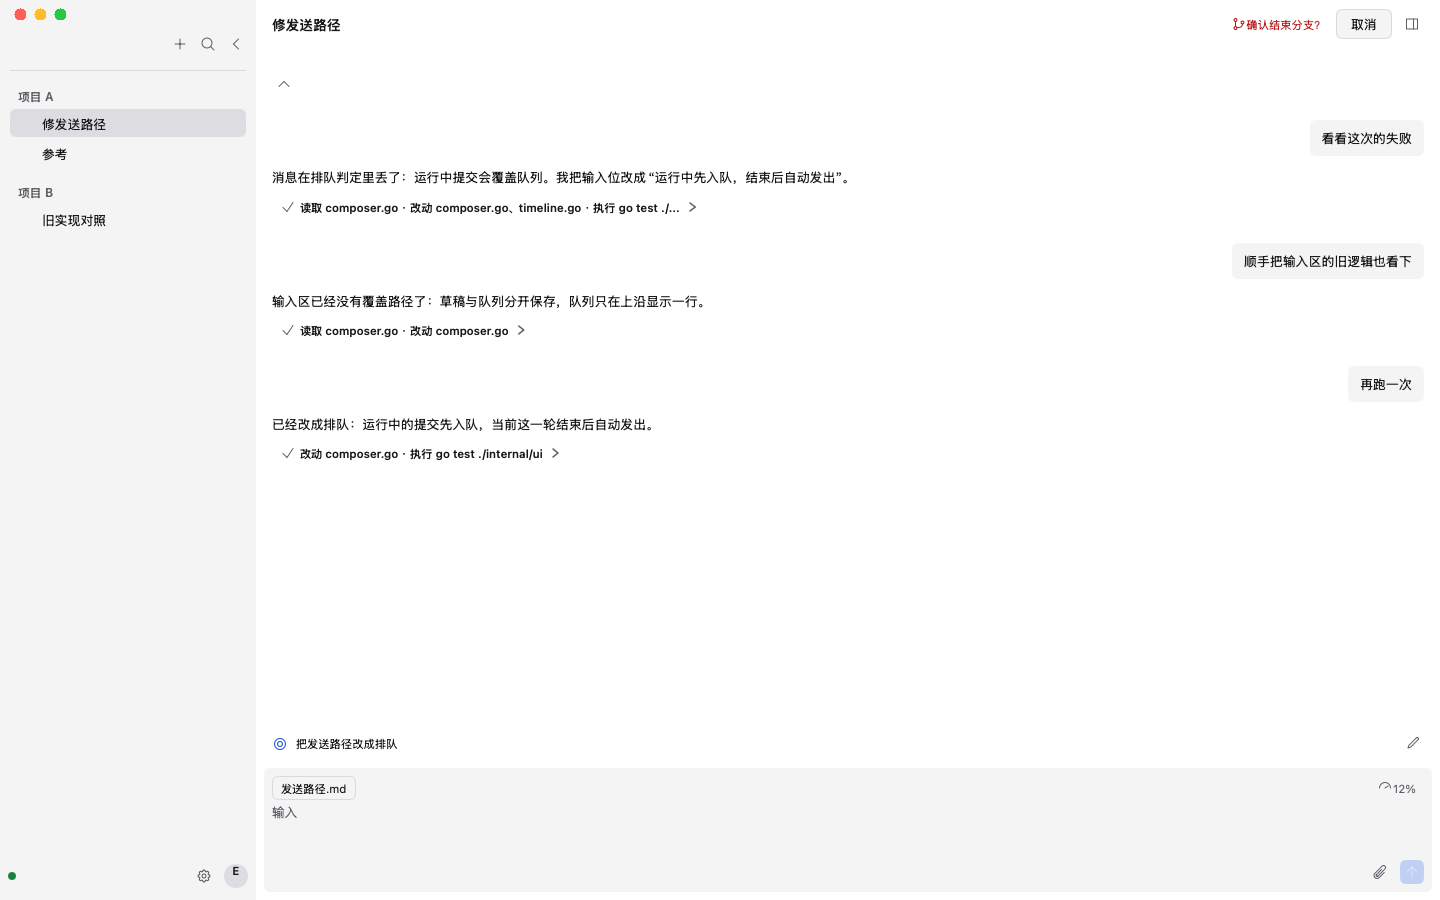 修发送路径
确认结束分支?
取消
项目 A
修发送路径
参考
项目 B
旧实现对照
看看这次的失败
消息在排队判定里丢了：运行中提交会覆盖队列。我把输入位改成 “运行中先入队，结束后自动发出”。
读取 composer.go · 改动 composer.go、timeline.go · 执行 go test ./...
顺手把输入区的旧逻辑也看下
输入区已经没有覆盖路径了：草稿与队列分开保存，队列只在上沿显示一行。
读取 composer.go · 改动 composer.go
再跑一次
已经改成排队：运行中的提交先入队，当前这一轮结束后自动发出。
改动 composer.go · 执行 go test ./internal/ui
把发送路径改成排队
发送路径.md
12%
输入
E